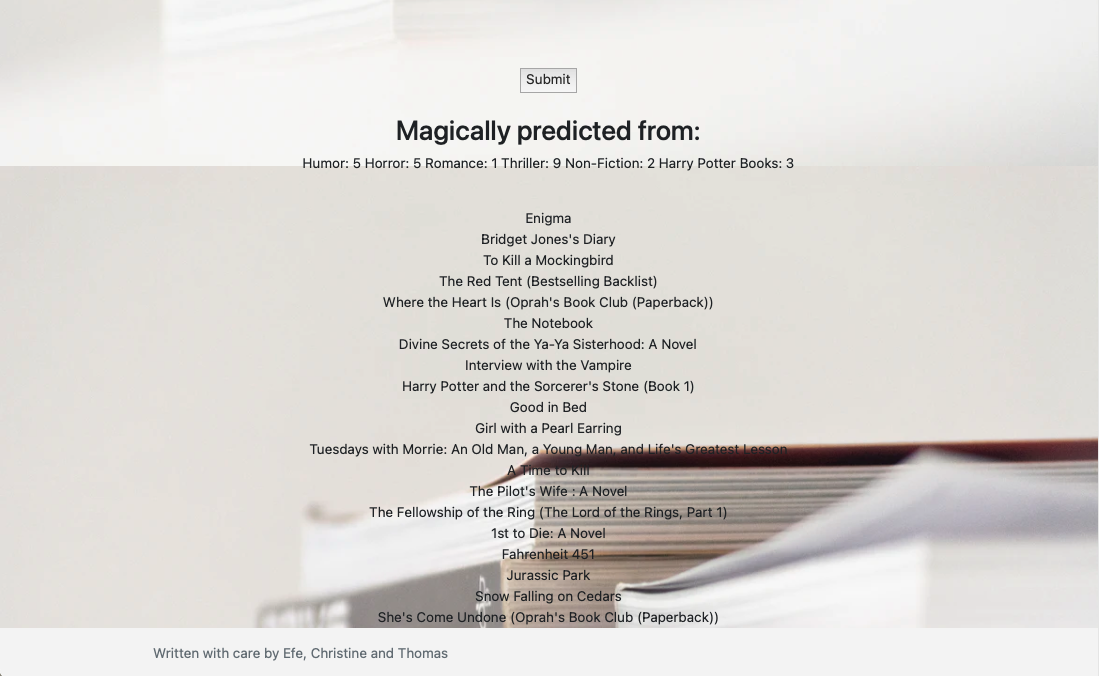 Submit
Magically predicted from:
Humor: 5 Horror: 5 Romance: 1 Thriller: 9 Non-Fiction: 2 Harry Potter Books: 3
Enigma
Bridget Jones's Diary
To Kill a Mockingbird
The Red Tent (Bestselling Backlist)
Where the Heart Is (Oprah's Book Club (Paperback))
The Notebook
Divine Secrets of the Ya-Ya Sisterhood: A Novel
Interview with the Vampire
Harry Potter and the Sorcerer's Stone (Book 1)
Good in Bed
Girl with a Pearl Earring
Tuesdays with Morrie: An Old Man, a Young Man, and Life's Greatest Lesson
A Time to Kill
The Pilot's Wife : A Novel
The Fellowship of the Ring (The Lord of the Rings, Part 1)
1st to Die: A Novel
Fahrenheit 451
Jurassic Park
Snow Falling on Cedars
She's Come Undone (Oprah's Book Club (Paperback))
Written with care by Efe, Christine and Thomas